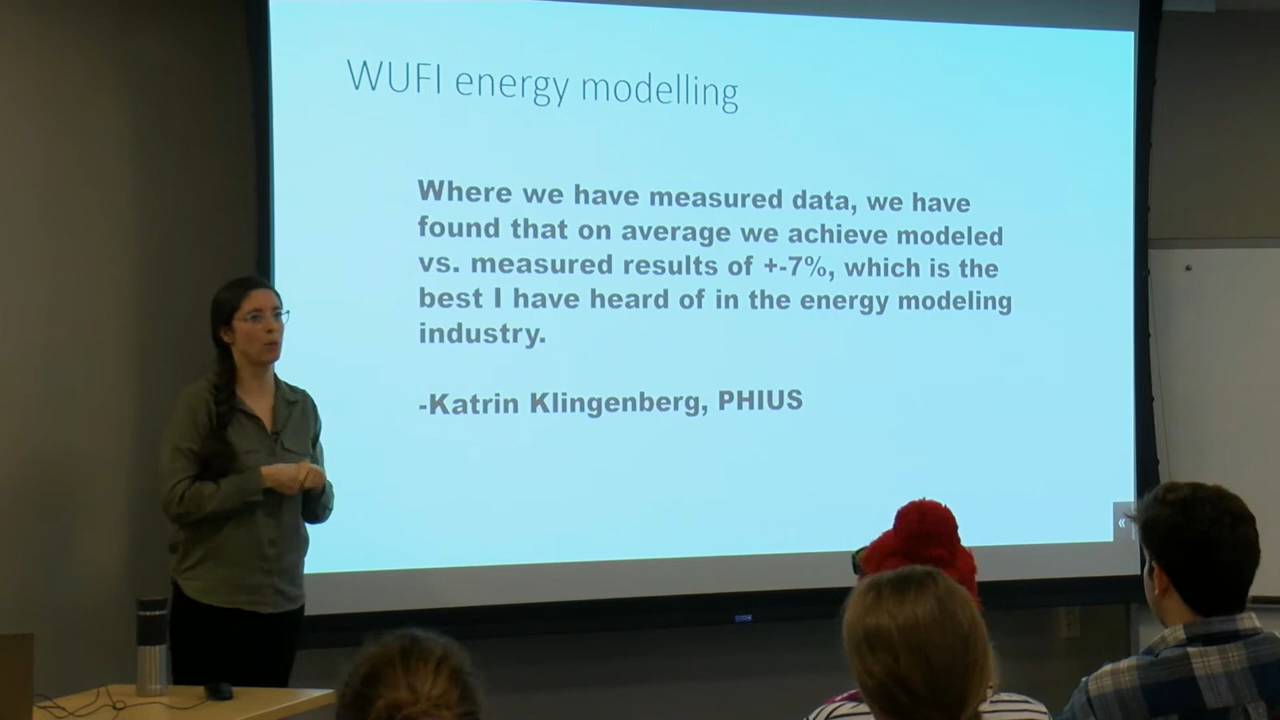 WUFI energy modelling
Where we have measured data, we have
found that on average we achieve modeled
vs. measured results of +-7%, which is the
best I have heard of in the energy modeling
industry.
-Katrin Klingenberg, PHIUS
«